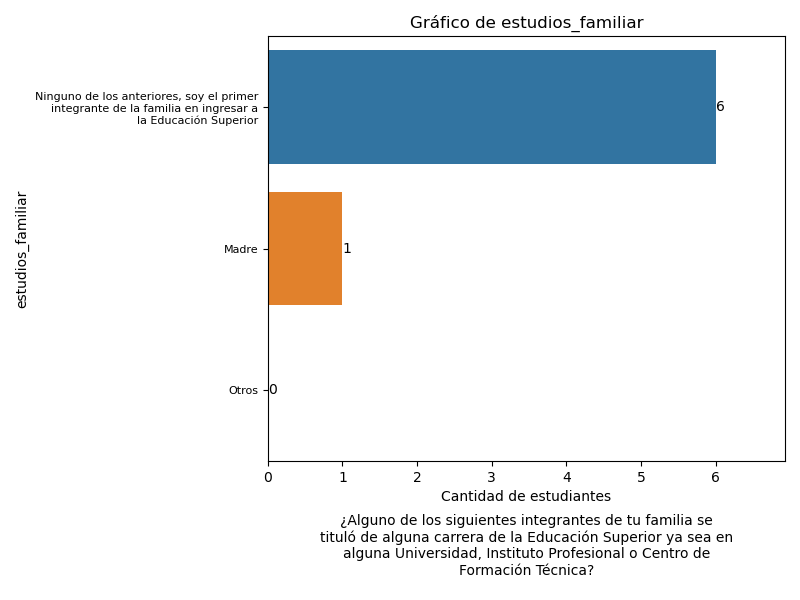 Gráfico de estudios_familiar
Ninguno de los anteriores, soy el primer
integrante de la familia en ingresar a
la Educación Superior
6
Madre
1
Otros
0
estudios_familiar
0 1 2 3 4 5 6
Cantidad de estudiantes
¿Alguno de los siguientes integrantes de tu familia se
tituló de alguna carrera de la Educación Superior ya sea en
alguna Universidad, Instituto Profesional o Centro de
Formación Técnica?